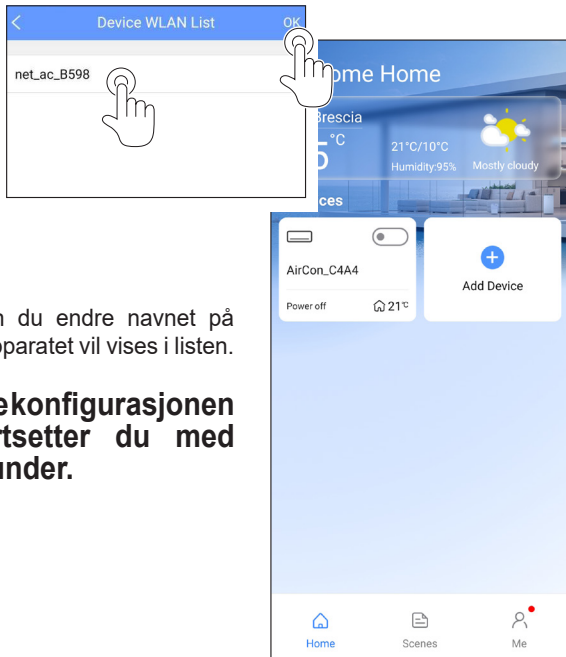 Device WLAN List
OK
net_ac_B598
ome Home
Brescia
°C
21°C/10°C
Humidity:95%
Mostly cloudy
ces
AirCon_C4A4
Power off
21℃
Add Device
n du endre navnet på
pparatet vil vises i listen.
ekonfigurasjonen
rtsetter du med
under.
Home
Scenes
Me